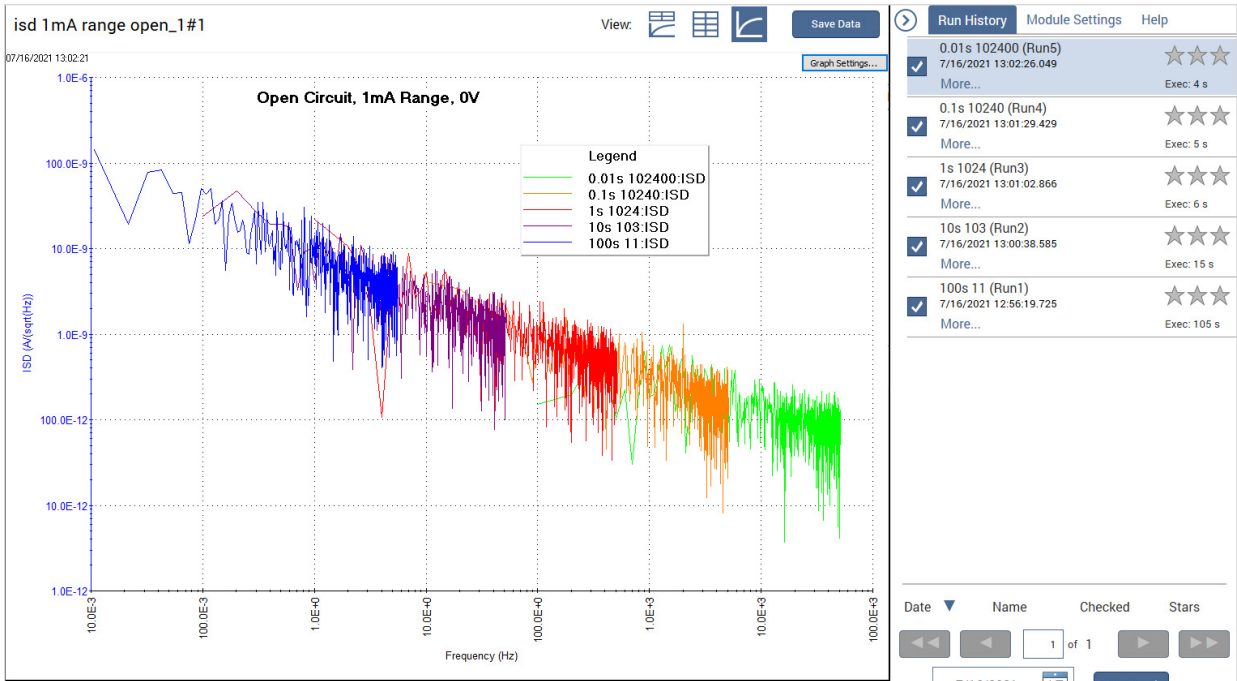 isd 1mA range open_1#1
View:
Save Data
07/16/2021 13:02:21
Graph Settings...
Open Circuit, 1mA Range, 0V
Legend
0.01s 102400:ISD
0.1s 10240:ISD
1s 1024:ISD
10s 103:ISD
100s 11:ISD
1.0E-6
100.0E-9
10.0E-9
1.0E-9
100.0E-12
10.0E-12
1.0E-12
ISD (A/(sqrt(Hz))
10.0E-3
100.0E-3
1.00E+0
10.0E+0
100.0E+0
1.0E+3
10.0E+3
100.0E+3
Frequency (Hz)
Run History Module Settings Help
0.01s 102400 (Run5)
7/16/2021 13:02:26.049
More... Exec: 4 s
0.1s 10240 (Run4)
7/16/2021 13:01:29.429
More... Exec: 5 s
1s 1024 (Run3)
7/16/2021 13:01:02.866
More... Exec: 6 s
10s 103 (Run2)
7/16/2021 13:00:38.585
More... Exec: 15 s
100s 11 (Run1)
7/16/2021 12:56:19.725
More... Exec: 105 s
Date Name Checked Stars
1 of 1